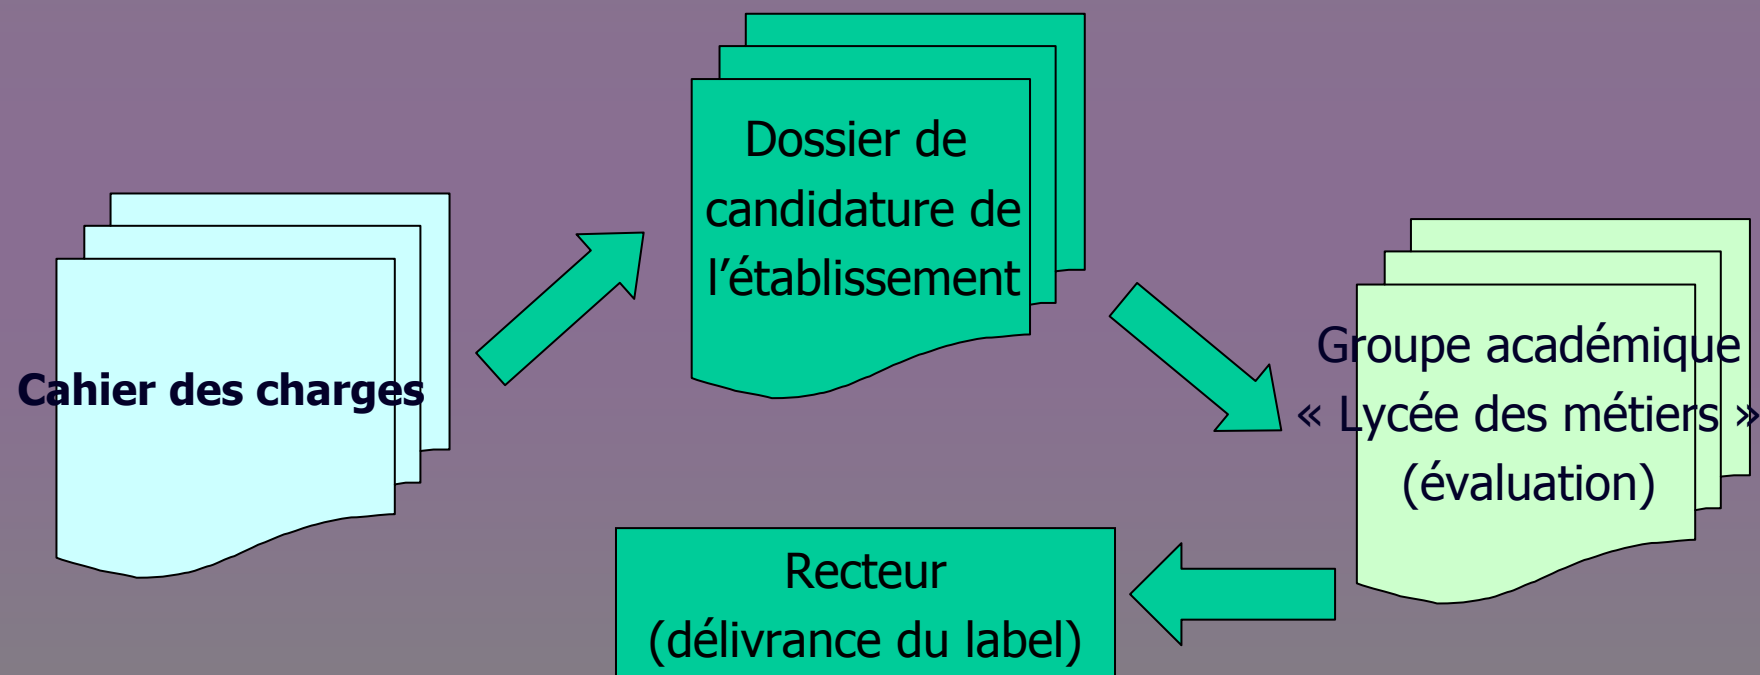 Cahier des charges
Dossier de
candidature de
l’établissement
Groupe académique
« Lycée des métiers »
(évaluation)
Recteur
(délivrance du label)